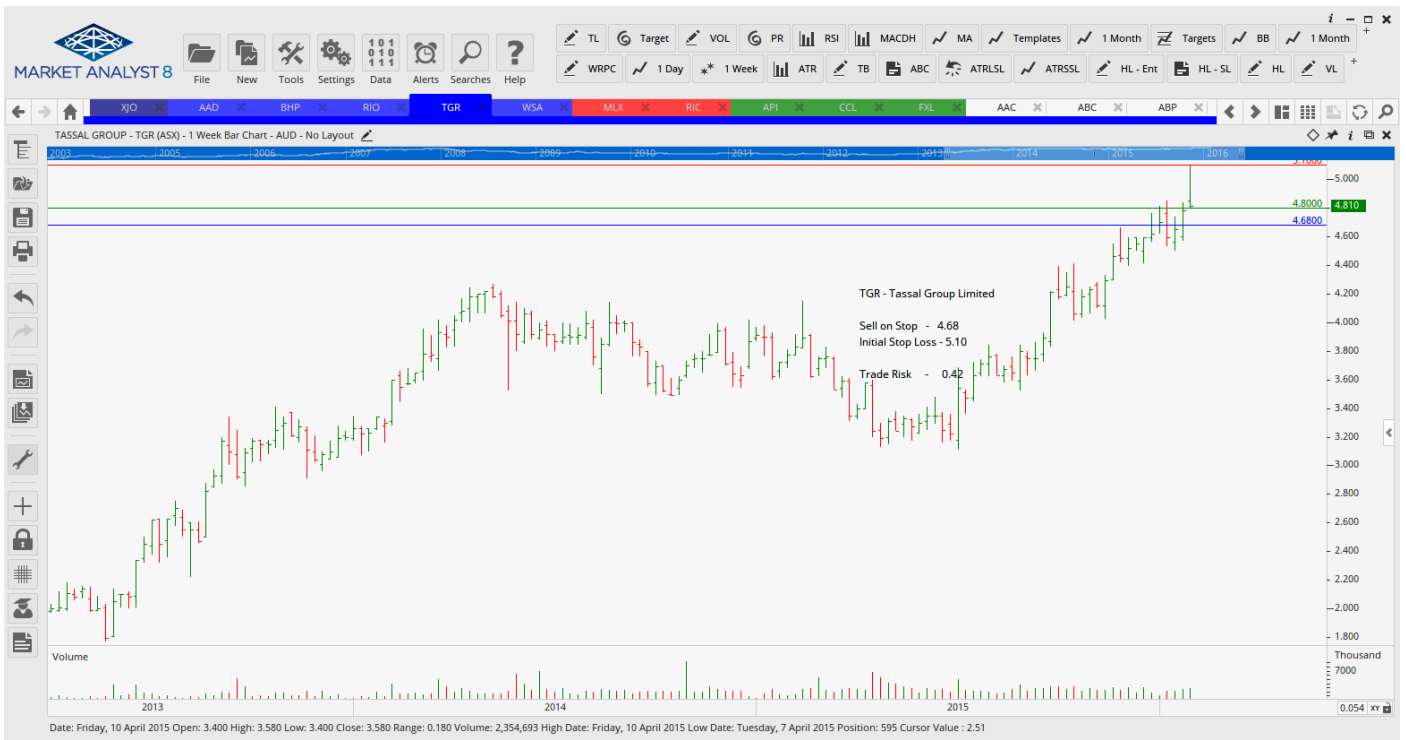 i
TL Target VOL PR RSI MACDH MA Templates 1 Month Targets BB 1 Month +
MARKET ANALYST 8
File New Tools Settings Data Alerts Searches Help
101
010
111
?
WRPC 1 Day 1 Week ATR TB ABC ATRLSL ATRSSL HL - Ent HL - SL HL VL +
XJO AAD BHP RIO TGR WSA MLX RIC API CCL FXL AAC ABC ABP
TASSAL GROUP - TGR (ASX) - 1 Week Bar Chart - AUD - No Layout
i
2003 2005 2006 2007 2008 2009 2010 2011 2012 2013 2014 2015 2016
5.1000
5.000
4.8000 4.810
4.6800
4.600
4.400
4.200
4.000
3.800
3.600
3.400
3.200
3.000
2.800
2.600
2.400
2.200
2.000
1.800
TGR - Tassal Group Limited
Sell on Stop - 4.68
Initial Stop Loss - 5.10
Trade Risk - 0.42
Volume
Thousand
7000
2013 2014 2015
0.054 XY
Date: Friday, 10 April 2015 Open: 3.400 High: 3.580 Low: 3.400 Close: 3.580 Range: 0.180 Volume: 2,354,693 High Date: Friday, 10 April 2015 Low Date: Tuesday, 7 April 2015 Position: 595 Cursor Value : 2.51